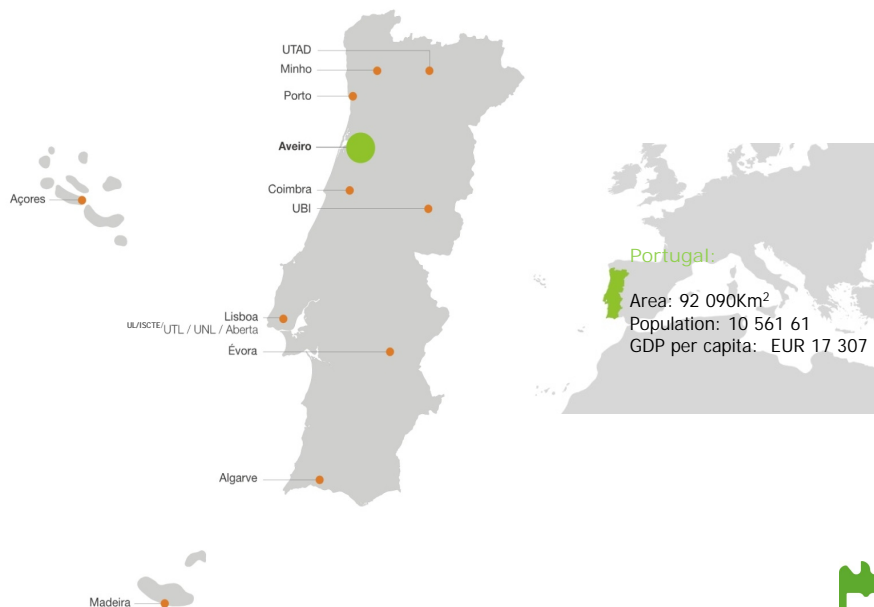 UTAD
Minho
Porto
Aveiro
Coimbra
Açores
UBI
Lisboa
UL/ISCTE/UTL / UNL / Aberta
Évora
Algarve
Madeira
Portugal:
Area: 92 090Km²
Population: 10 561 61
GDP per capita: EUR 17 307